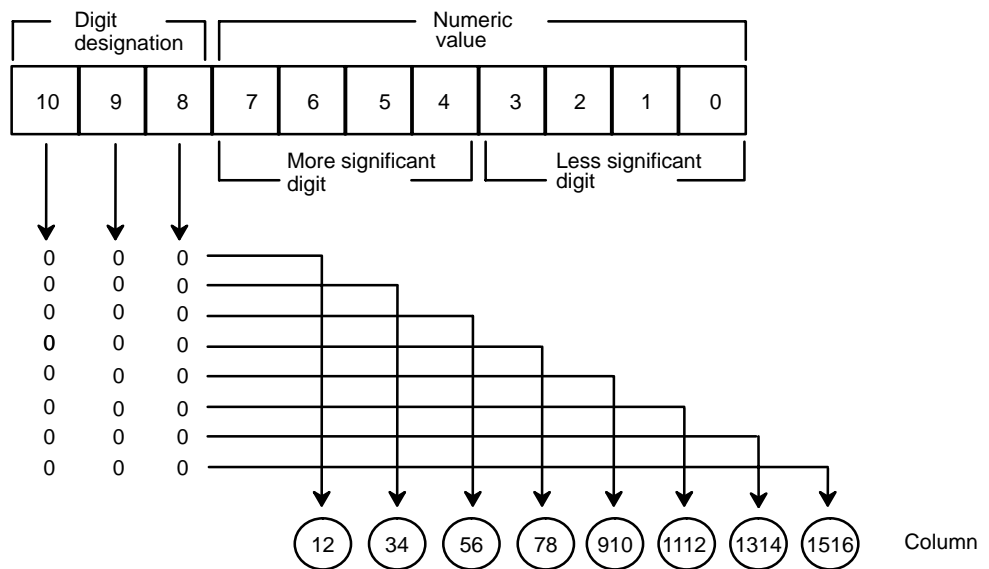 Digit
designation
Numeric
value
10 9 8 7 6 5 4 3 2 1 0
More significant
digit
Less significant
digit
0 0 0
0 0 0
0 0 0
0 0 0
0 0 0
0 0 0
0 0 0
0 0 0
12 34 56 78 910 1112 1314 1516 Column